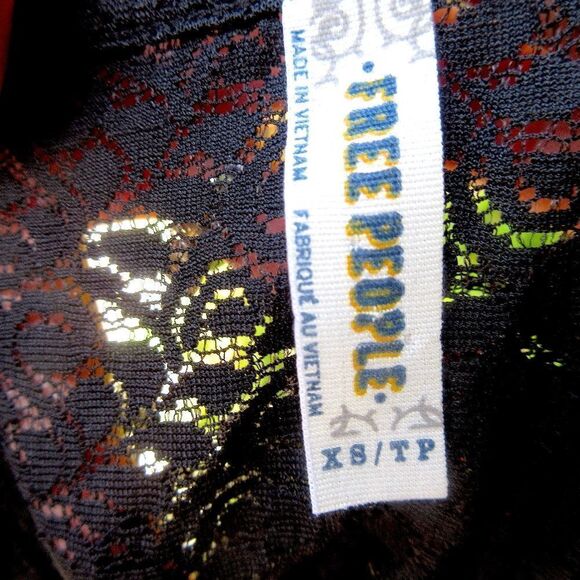 MADE IN VIETNAM FABRIQUÉ AU VIETNAM
·FREE PEOPLE·
XS/TP